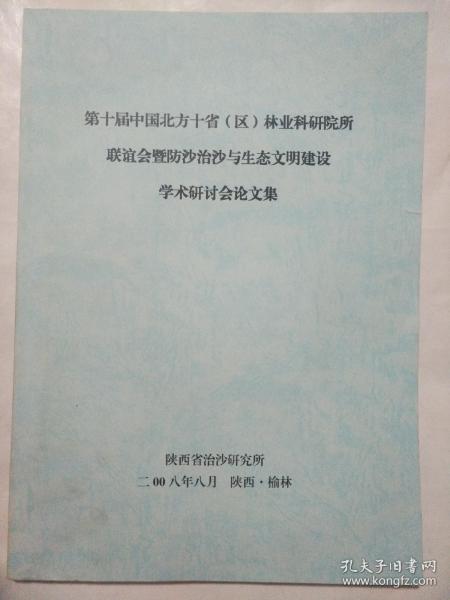 第十届中国北方十省（区）林业科研院所
联谊会暨防沙治沙与生态文明建设
学术研讨会论文集
陕西省治沙研究所
二00八年八月 陕西·榆林
孔夫子旧书网
www.kongfz.com